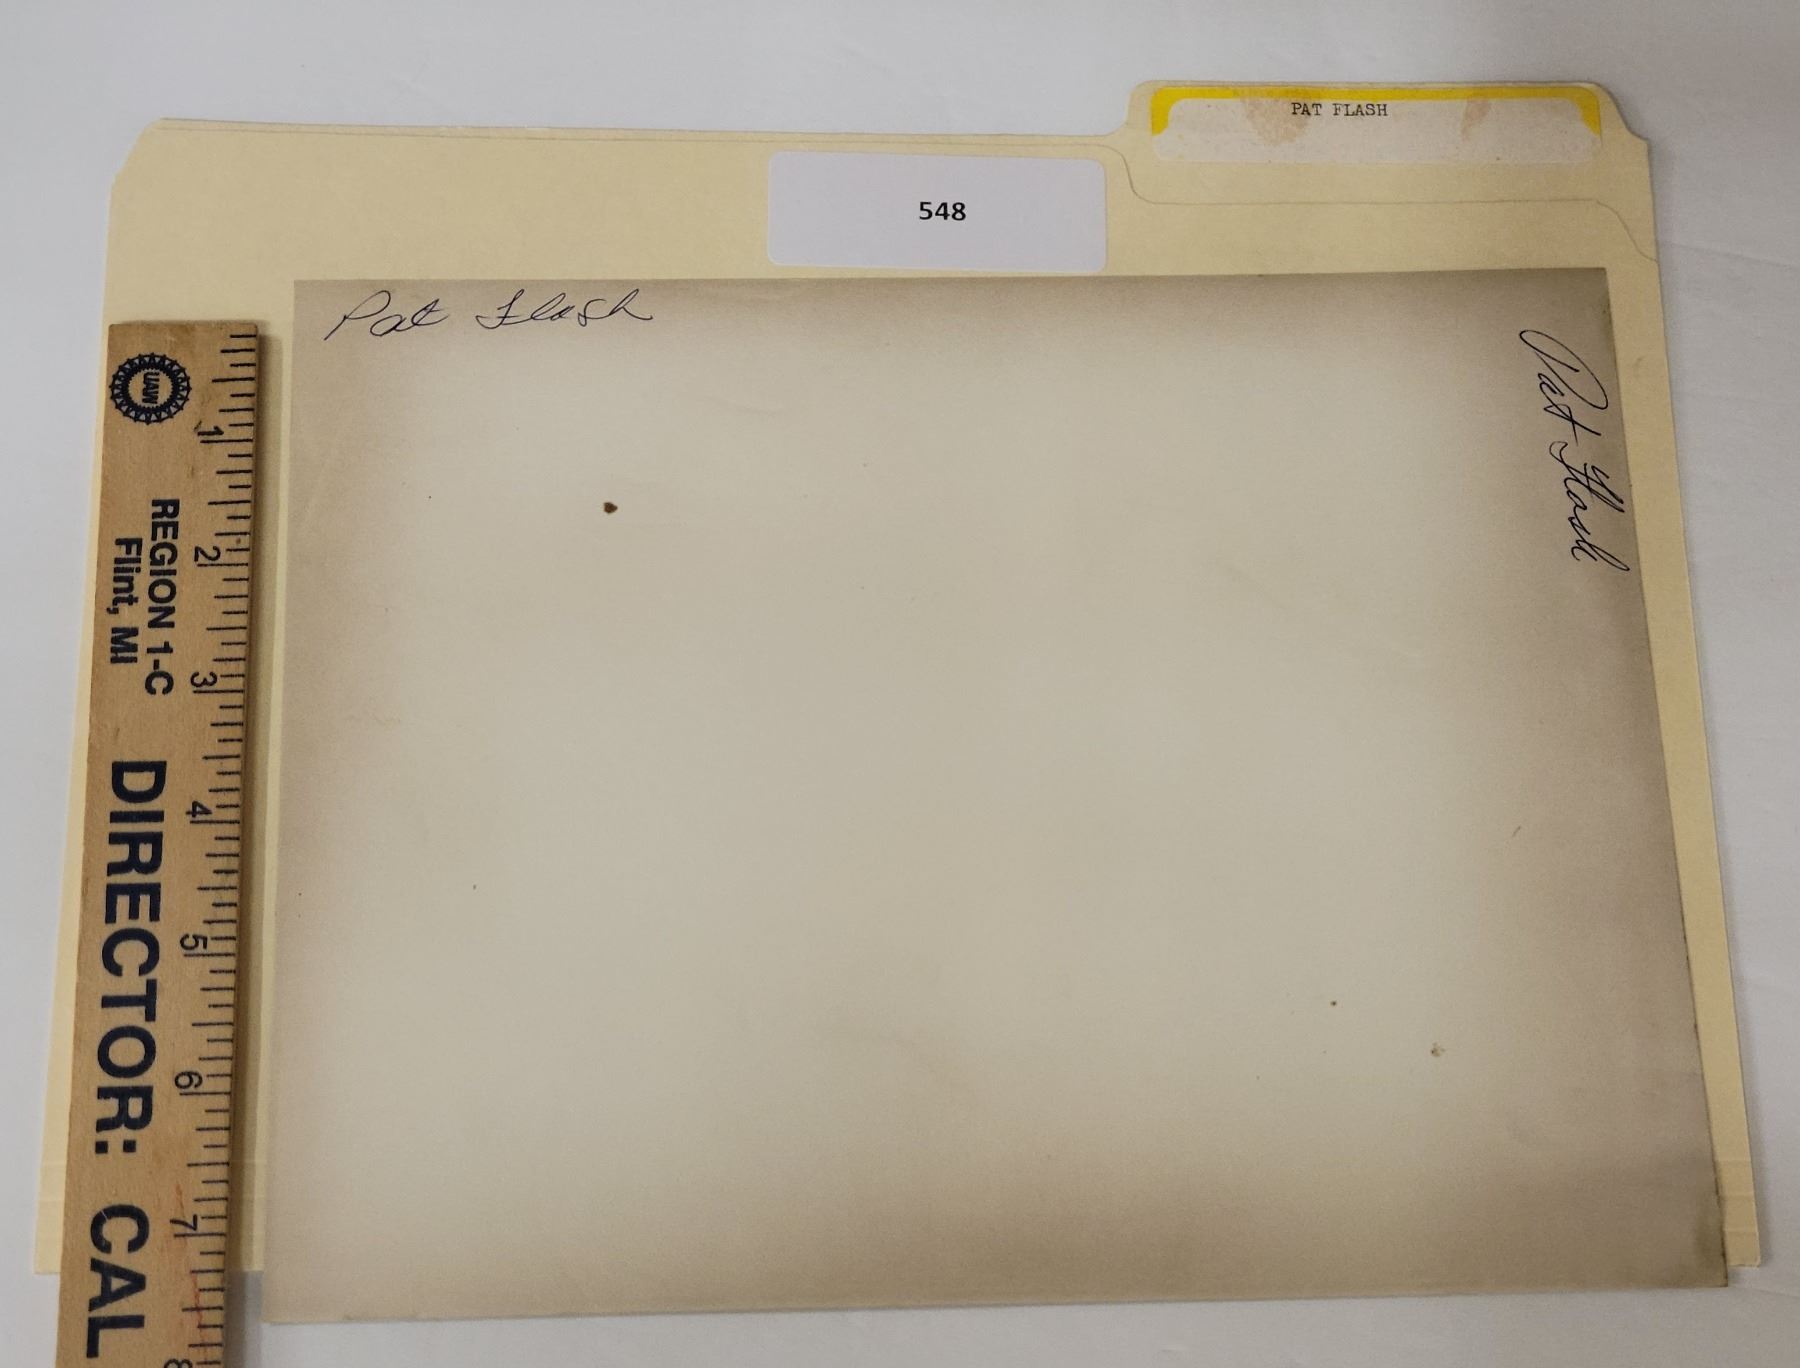 PAT FLASH
548
Pat Flash
Pat Flash
UAW
REGION 1-C
Flint, MI
DIRECTOR: CAL
1
2
3
4
5
6
7
8